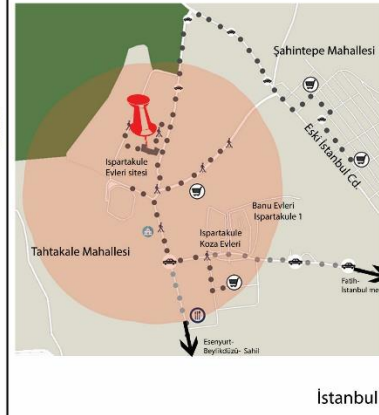 Şahintepe Mahallesi
Eski İstanbul Cd.
Ispartakule
Evleri sitesi
Banu Evleri
Ispartakule 1
Ispartakule
Koza Evleri
Tahtakale Mahallesi
Fatih-
İstanbul me
Esenyurt-
Beylikdüzü- Sahil
İstanbul